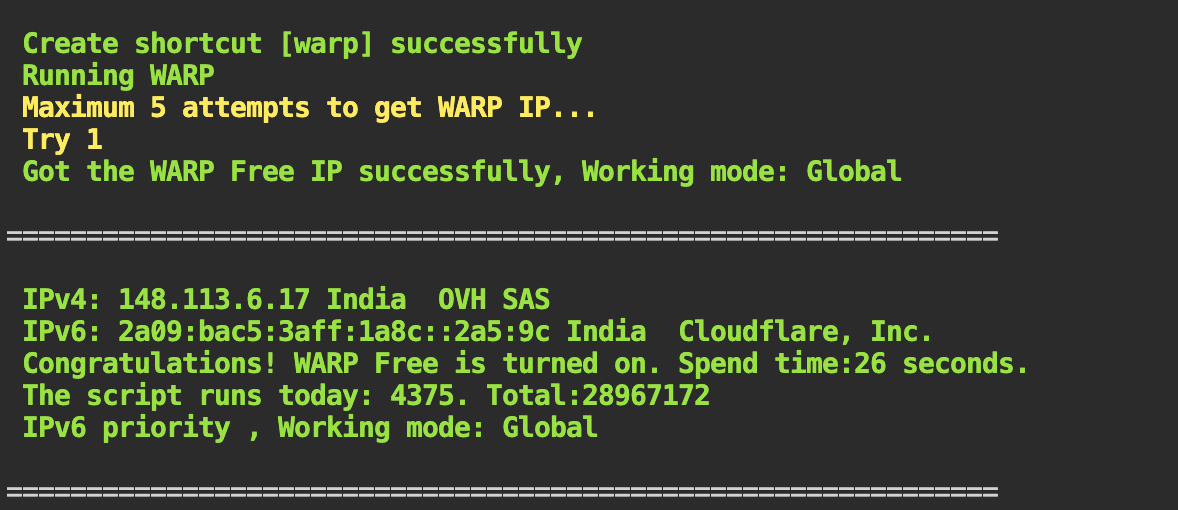 Create shortcut [warp] successfully
Running WARP
Maximum 5 attempts to get WARP IP...
Try 1
Got the WARP Free IP successfully, Working mode: Global
==============================================================
IPv4: 148.113.6.17 India  OVH SAS
IPv6: 2a09:bac5:3aff:1a8c::2a5:9c India  Cloudflare, Inc.
Congratulations! WARP Free is turned on. Spend time:26 seconds.
The script runs today: 4375. Total:28967172
IPv6 priority , Working mode: Global
==============================================================